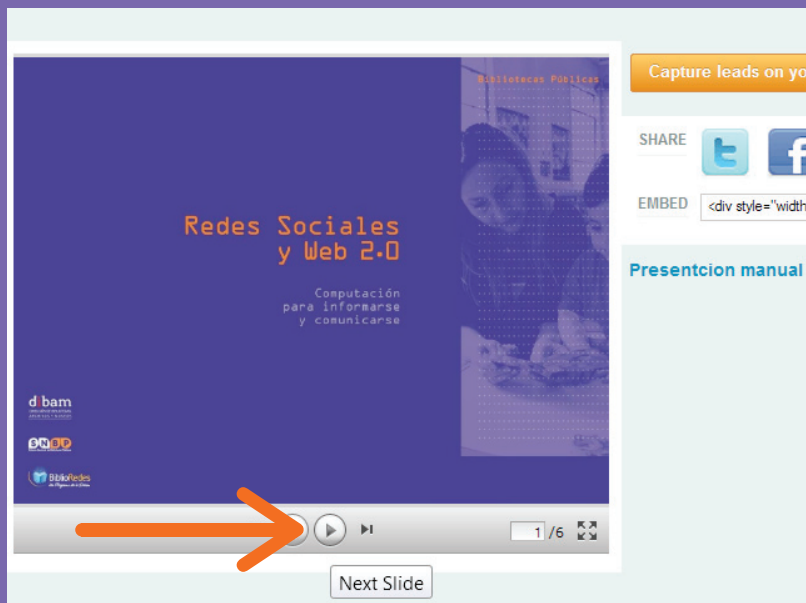 Bibliotecas Públicas
Redes Sociales
y Web 2.0
Computación
para informarse
y comunicarse
dibam
SNBP
BiblioRedes
1 /6
Next Slide
Capture leads on yo
SHARE
EMBED <div style="width
Presentcion manual